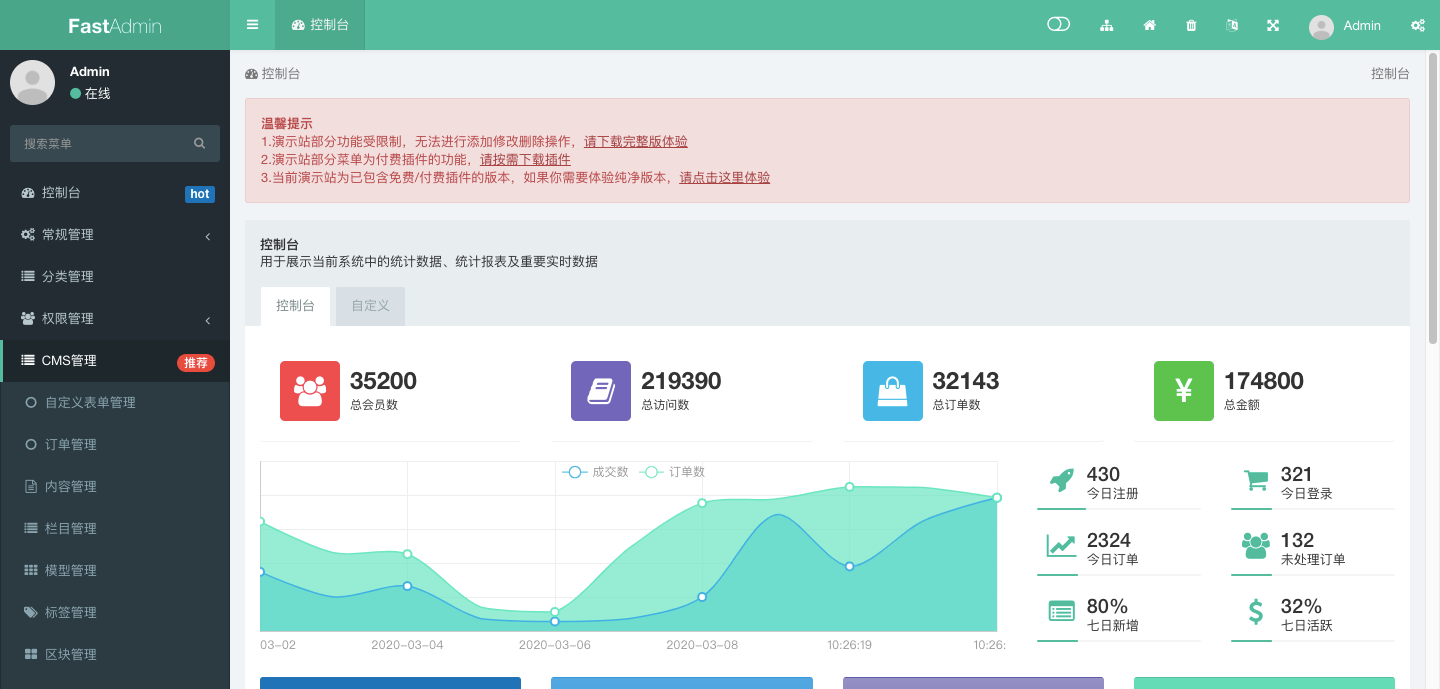 FastAdmin
控制台
Admin
Admin
在线
搜索菜单
控制台 hot
常规管理
分类管理
权限管理
CMS管理 推荐
自定义表单管理
订单管理
内容管理
栏目管理
模型管理
标签管理
区块管理
控制台
控制台
温馨提示
1.演示站部分功能受限制，无法进行添加修改删除操作，请下载完整版体验
2.演示站部分菜单为付费插件的功能，请按需下载插件
3.当前演示站为已包含免费/付费插件的版本，如果你需要体验纯净版本，请点击这里体验
控制台
用于展示当前系统中的统计数据、统计报表及重要实时数据
控制台 自定义
35200
总会员数
219390
总访问数
32143
总订单数
¥
174800
总金额
成交数 订单数
03-02 2020-03-04 2020-03-06 2020-03-08 10:26:19 10:26:
430
今日注册
321
今日登录
2324
今日订单
132
未处理订单
80%
七日新增
$
32%
七日活跃